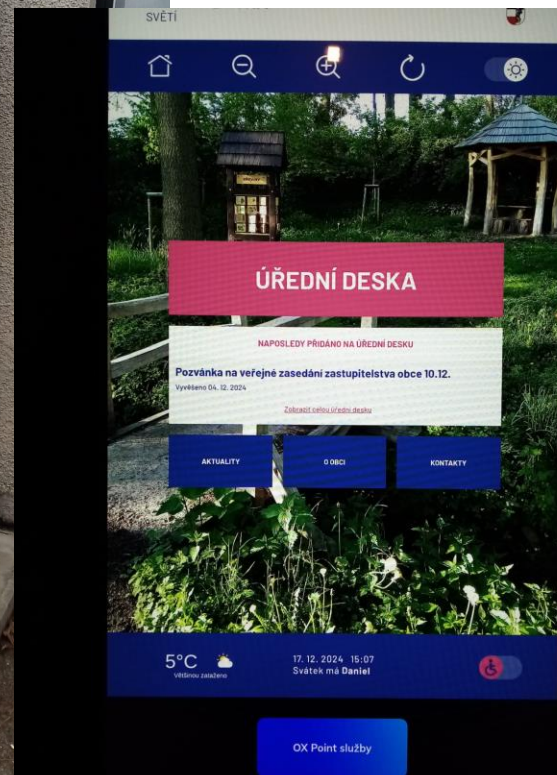 SVĚTÍ
ÚŘEDNÍ DESKA
NAPOSLEDY PŘIDÁNO NA ÚŘEDNÍ DESKU
Pozvánka na veřejné zasedání zastupitelstva obce 10.12.
Vyvěšeno 04. 12. 2024
Zobrazit celou úřední desku
AKTUALITY
O OBCI
KONTAKTY
5°C
Většinou zataženo
17. 12. 2024 15:07
Svátek má Daniel
OX Point služby